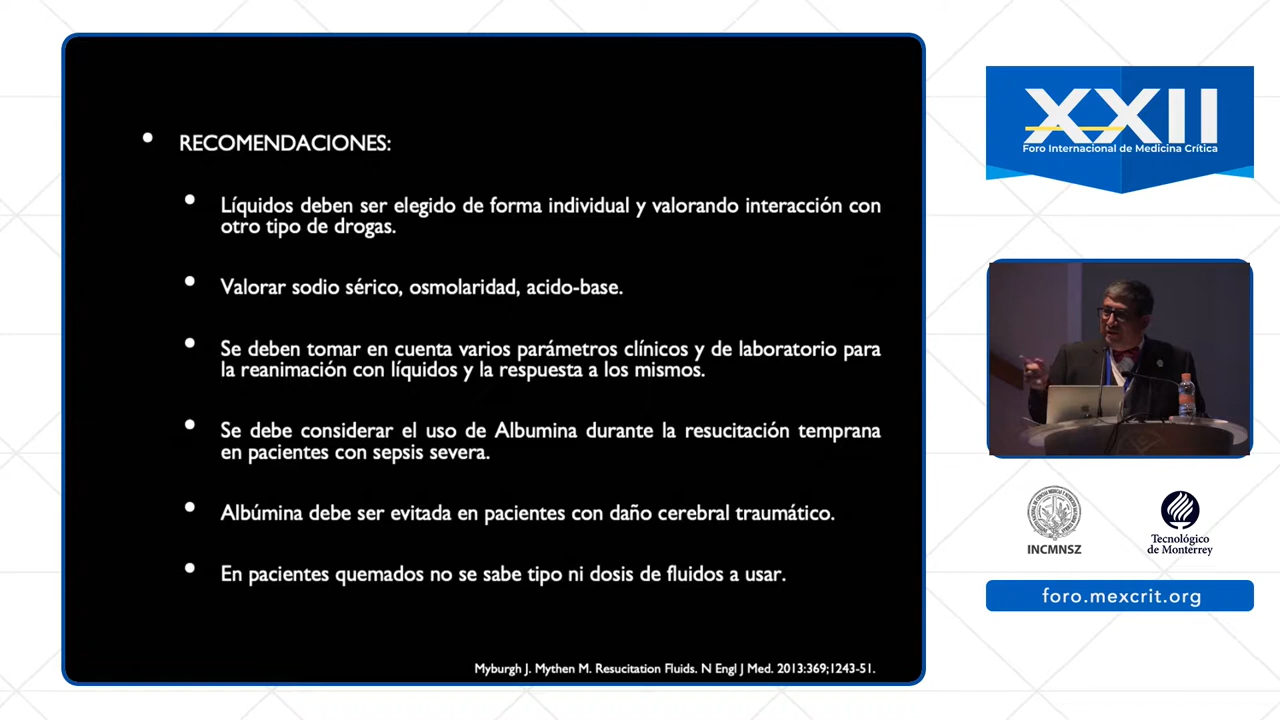 RECOMENDACIONES:
Líquidos deben ser elegido de forma individual y valorando interacción con
otro tipo de drogas.
Valorar sodio sérico, osmolaridad, acido-base.
Se deben tomar en cuenta varios parámetros clínicos y de laboratorio para
la reanimación con líquidos y la respuesta a los mismos.
Se debe considerar el uso de Albumina durante la resucitación temprana
en pacientes con sepsis severa.
Albúmina debe ser evitada en pacientes con daño cerebral traumático.
En pacientes quemados no se sabe tipo ni dosis de fluidos a usar.
Myburgh J. Mythen M. Resucitation Fluids. N Engl J Med. 2013:369;1243-51.
XXII
Foro Internacional de Medicina Crítica
INCMNSZ
Tecnológico
de Monterrey
foro.mexcrit.org